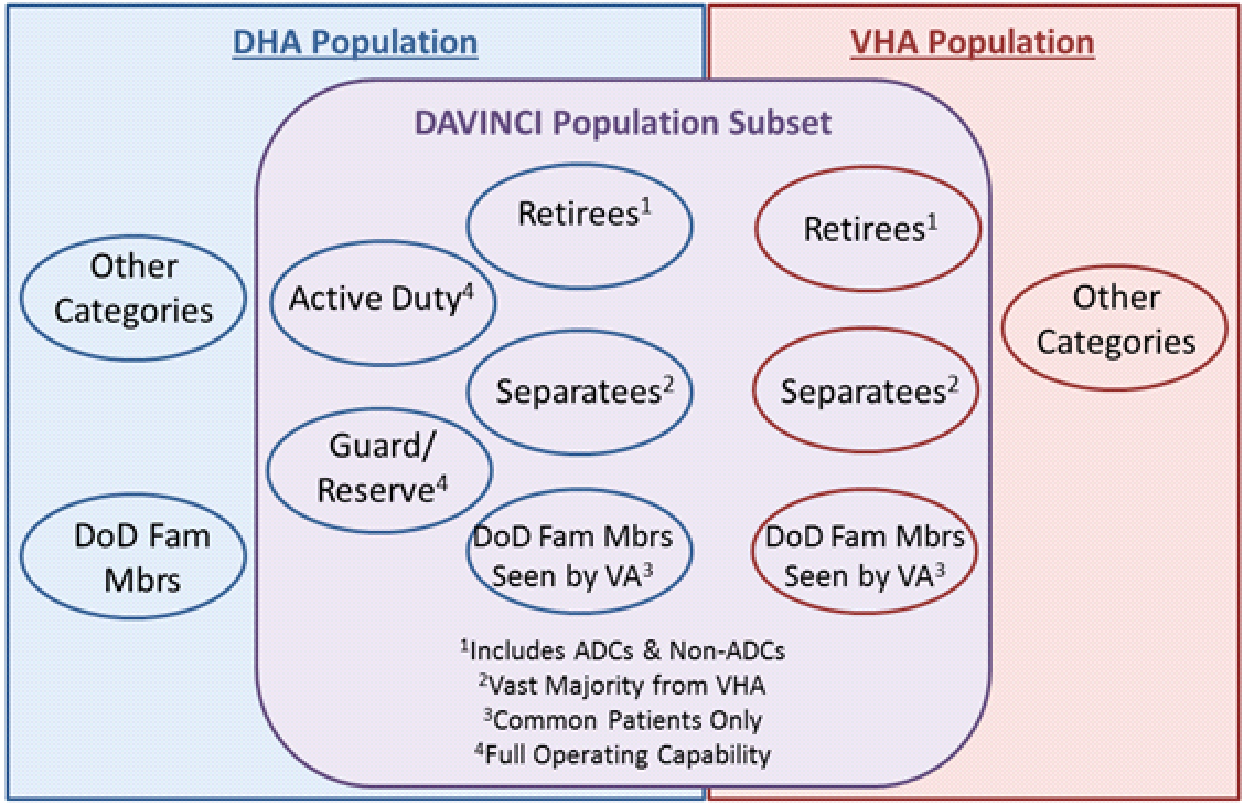 DHA Population
VHA Population
DAVINCI Population Subset
Retirees¹
Retirees¹
Other
Categories
Active Duty⁴
Other
Categories
Separatees²
Separatees²
Guard/
Reserve⁴
DoD Fam
Mbrs
DoD Fam Mbrs
Seen by VA³
DoD Fam Mbrs
Seen by VA³
¹Includes ADCs & Non-ADCs
²Vast Majority from VHA
³Common Patients Only
⁴Full Operating Capability